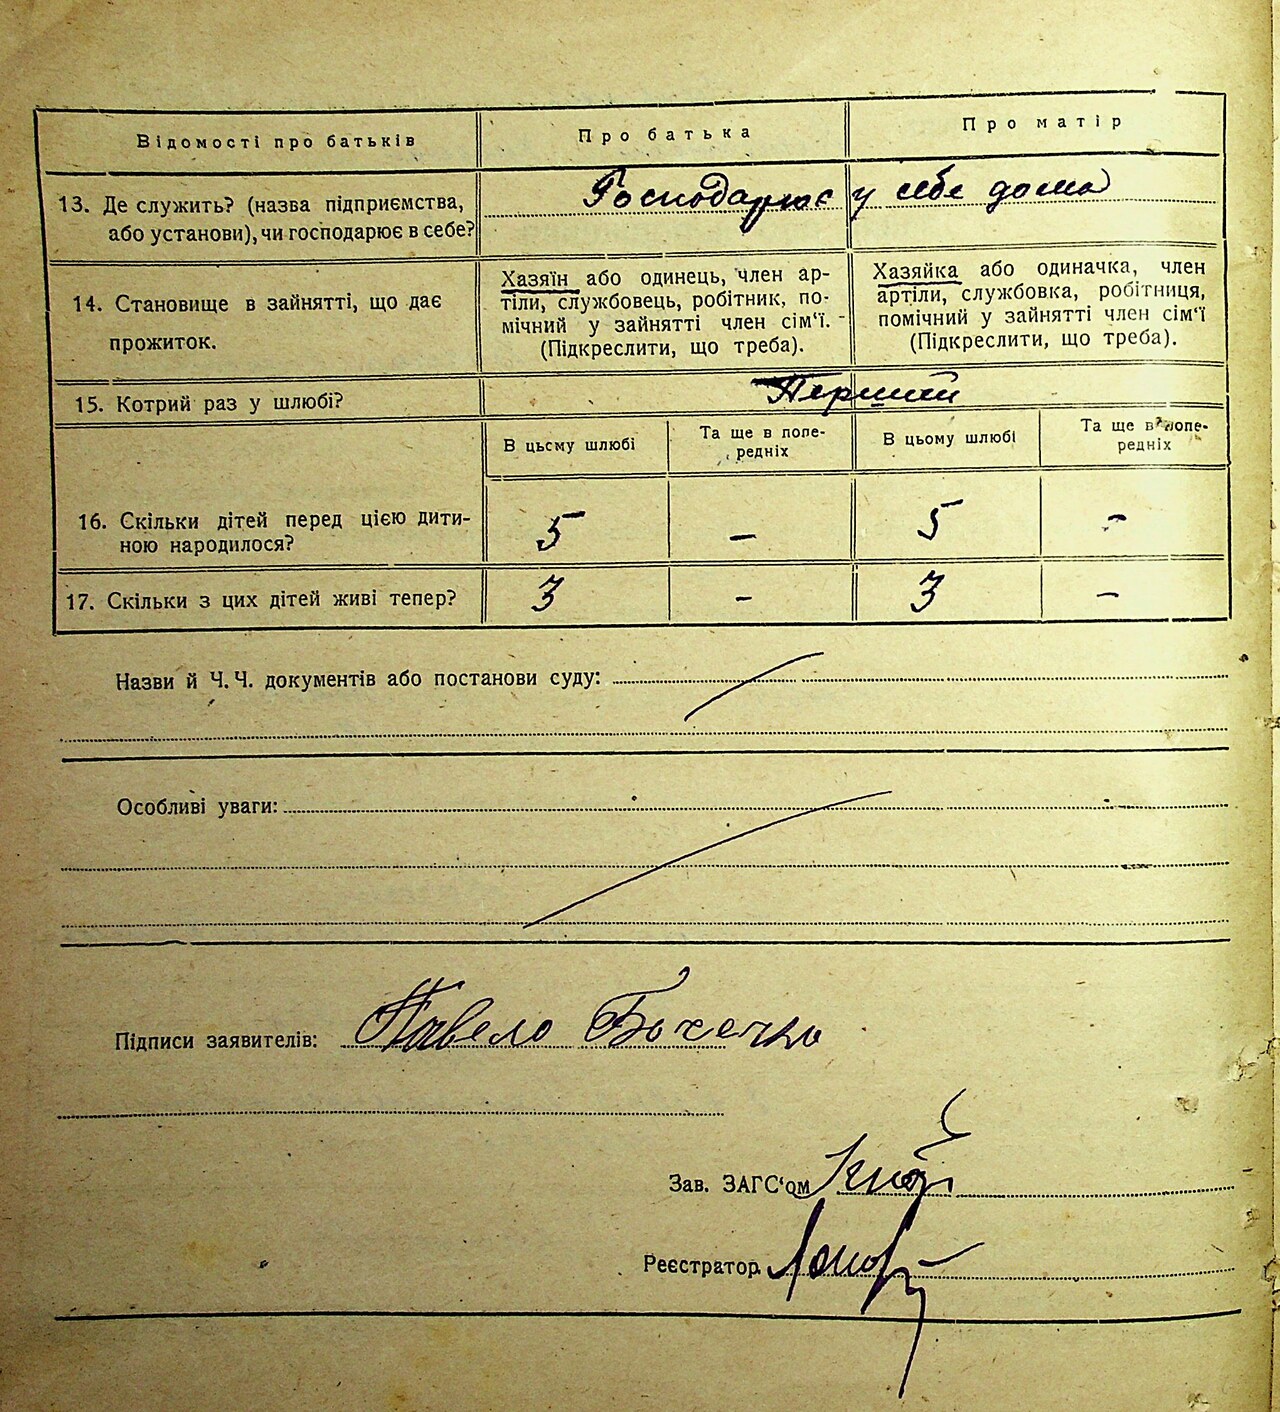 Відомості про батьків
Про батька
Про матір
13. Де служить? (назва підприємства,
або установи), чи господарює в себе?
Господарює у себе дома
14. Становище в зайнятті, що дає
прожиток.
Хазяїн або одинець, член ар-
тіли, службовець, робітник, по-
мічний у зайнятті член сім'ї.
(Підкреслити, що треба).
Хазяйка або одиначка, член
артіли, службовка, робітниця,
помічний у зайнятті член сім'ї
(Підкреслити, що треба).
15. Котрий раз у шлюбі?
Перший
В цьому шлюбі
Та ще в попе-
редніх
В цьому шлюбі
Та ще в попе-
редніх
16. Скільки дітей перед цією дити-
ною народилося?
5 – 5 –
17. Скільки з цих дітей живі тепер?
3 – 3 –
Назви й Ч.Ч. документів або постанови суду:
Особливі уваги:
Підписи заявителів: Павело
Зав. ЗАГС'ом
Реєстратор